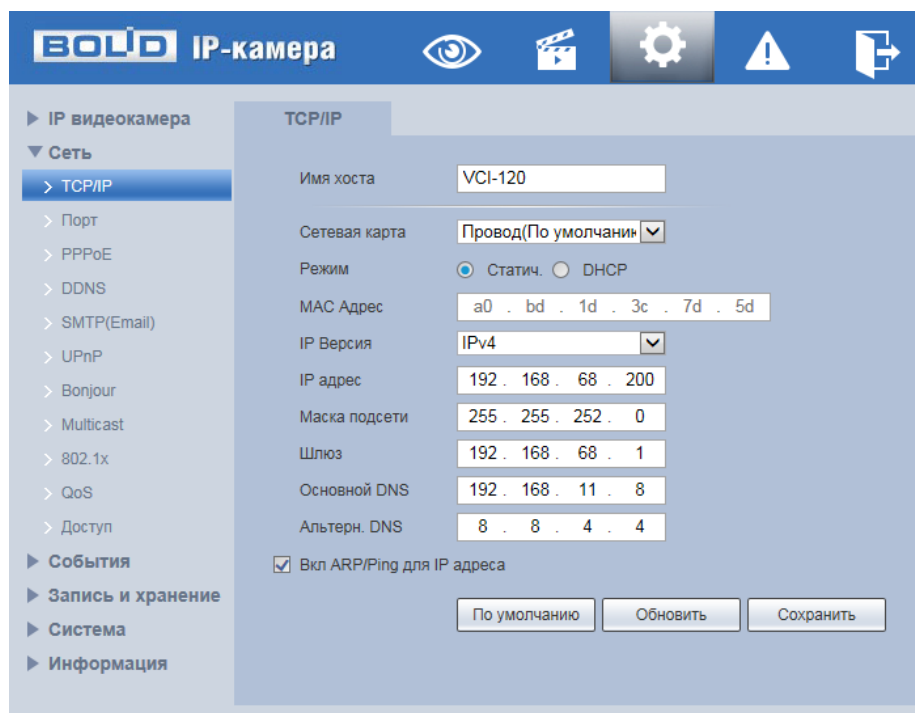 BOLID IP-камера
IP видеокамера
Сеть
TCP/IP
Порт
PPPoE
DDNS
SMTP(Email)
UPnP
Bonjour
Multicast
802.1x
QoS
Доступ
События
Запись и хранение
Система
Информация
TCP/IP
Имя хоста VCI-120
Сетевая карта Провод(По умолчаник
Режим Статич. DHCP
MAC Адрес a0 . bd . 1d . 3c . 7d . 5d
IP Версия IPv4
IP адрес 192 . 168 . 68 . 200
Маска подсети 255 . 255 . 252 . 0
Шлюз 192 . 168 . 68 . 1
Основной DNS 192 . 168 . 11 . 8
Альтерн. DNS 8 . 8 . 4 . 4
Вкл ARP/Ping для IP адреса
По умолчанию Обновить Сохранить